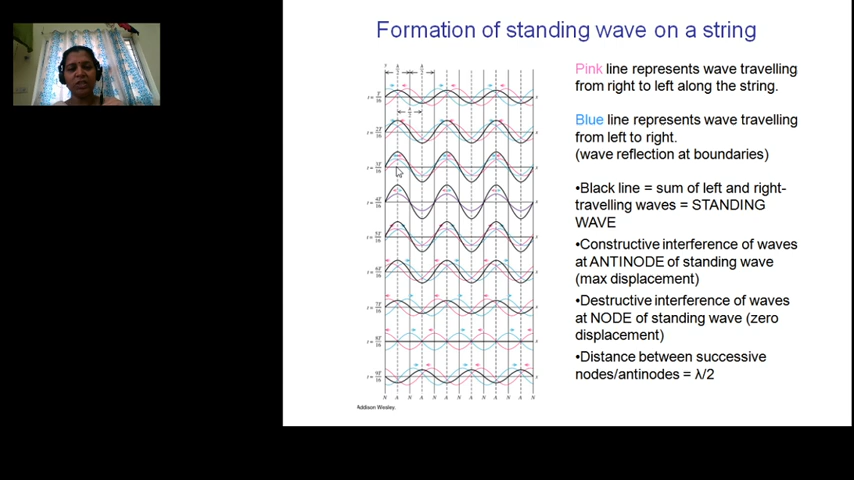 Formation of standing wave on a string
Pink line represents wave travelling
from right to left along the string.
Blue line represents wave travelling
from left to right.
(wave reflection at boundaries)
•Black line = sum of left and right-
travelling waves = STANDING
WAVE
•Constructive interference of waves
at ANTINODE of standing wave
(max displacement)
•Destructive interference of waves
at NODE of standing wave (zero
displacement)
•Distance between successive
nodes/antinodes = λ/2
N A N A N A N A N A N A N
Addison Wesley.